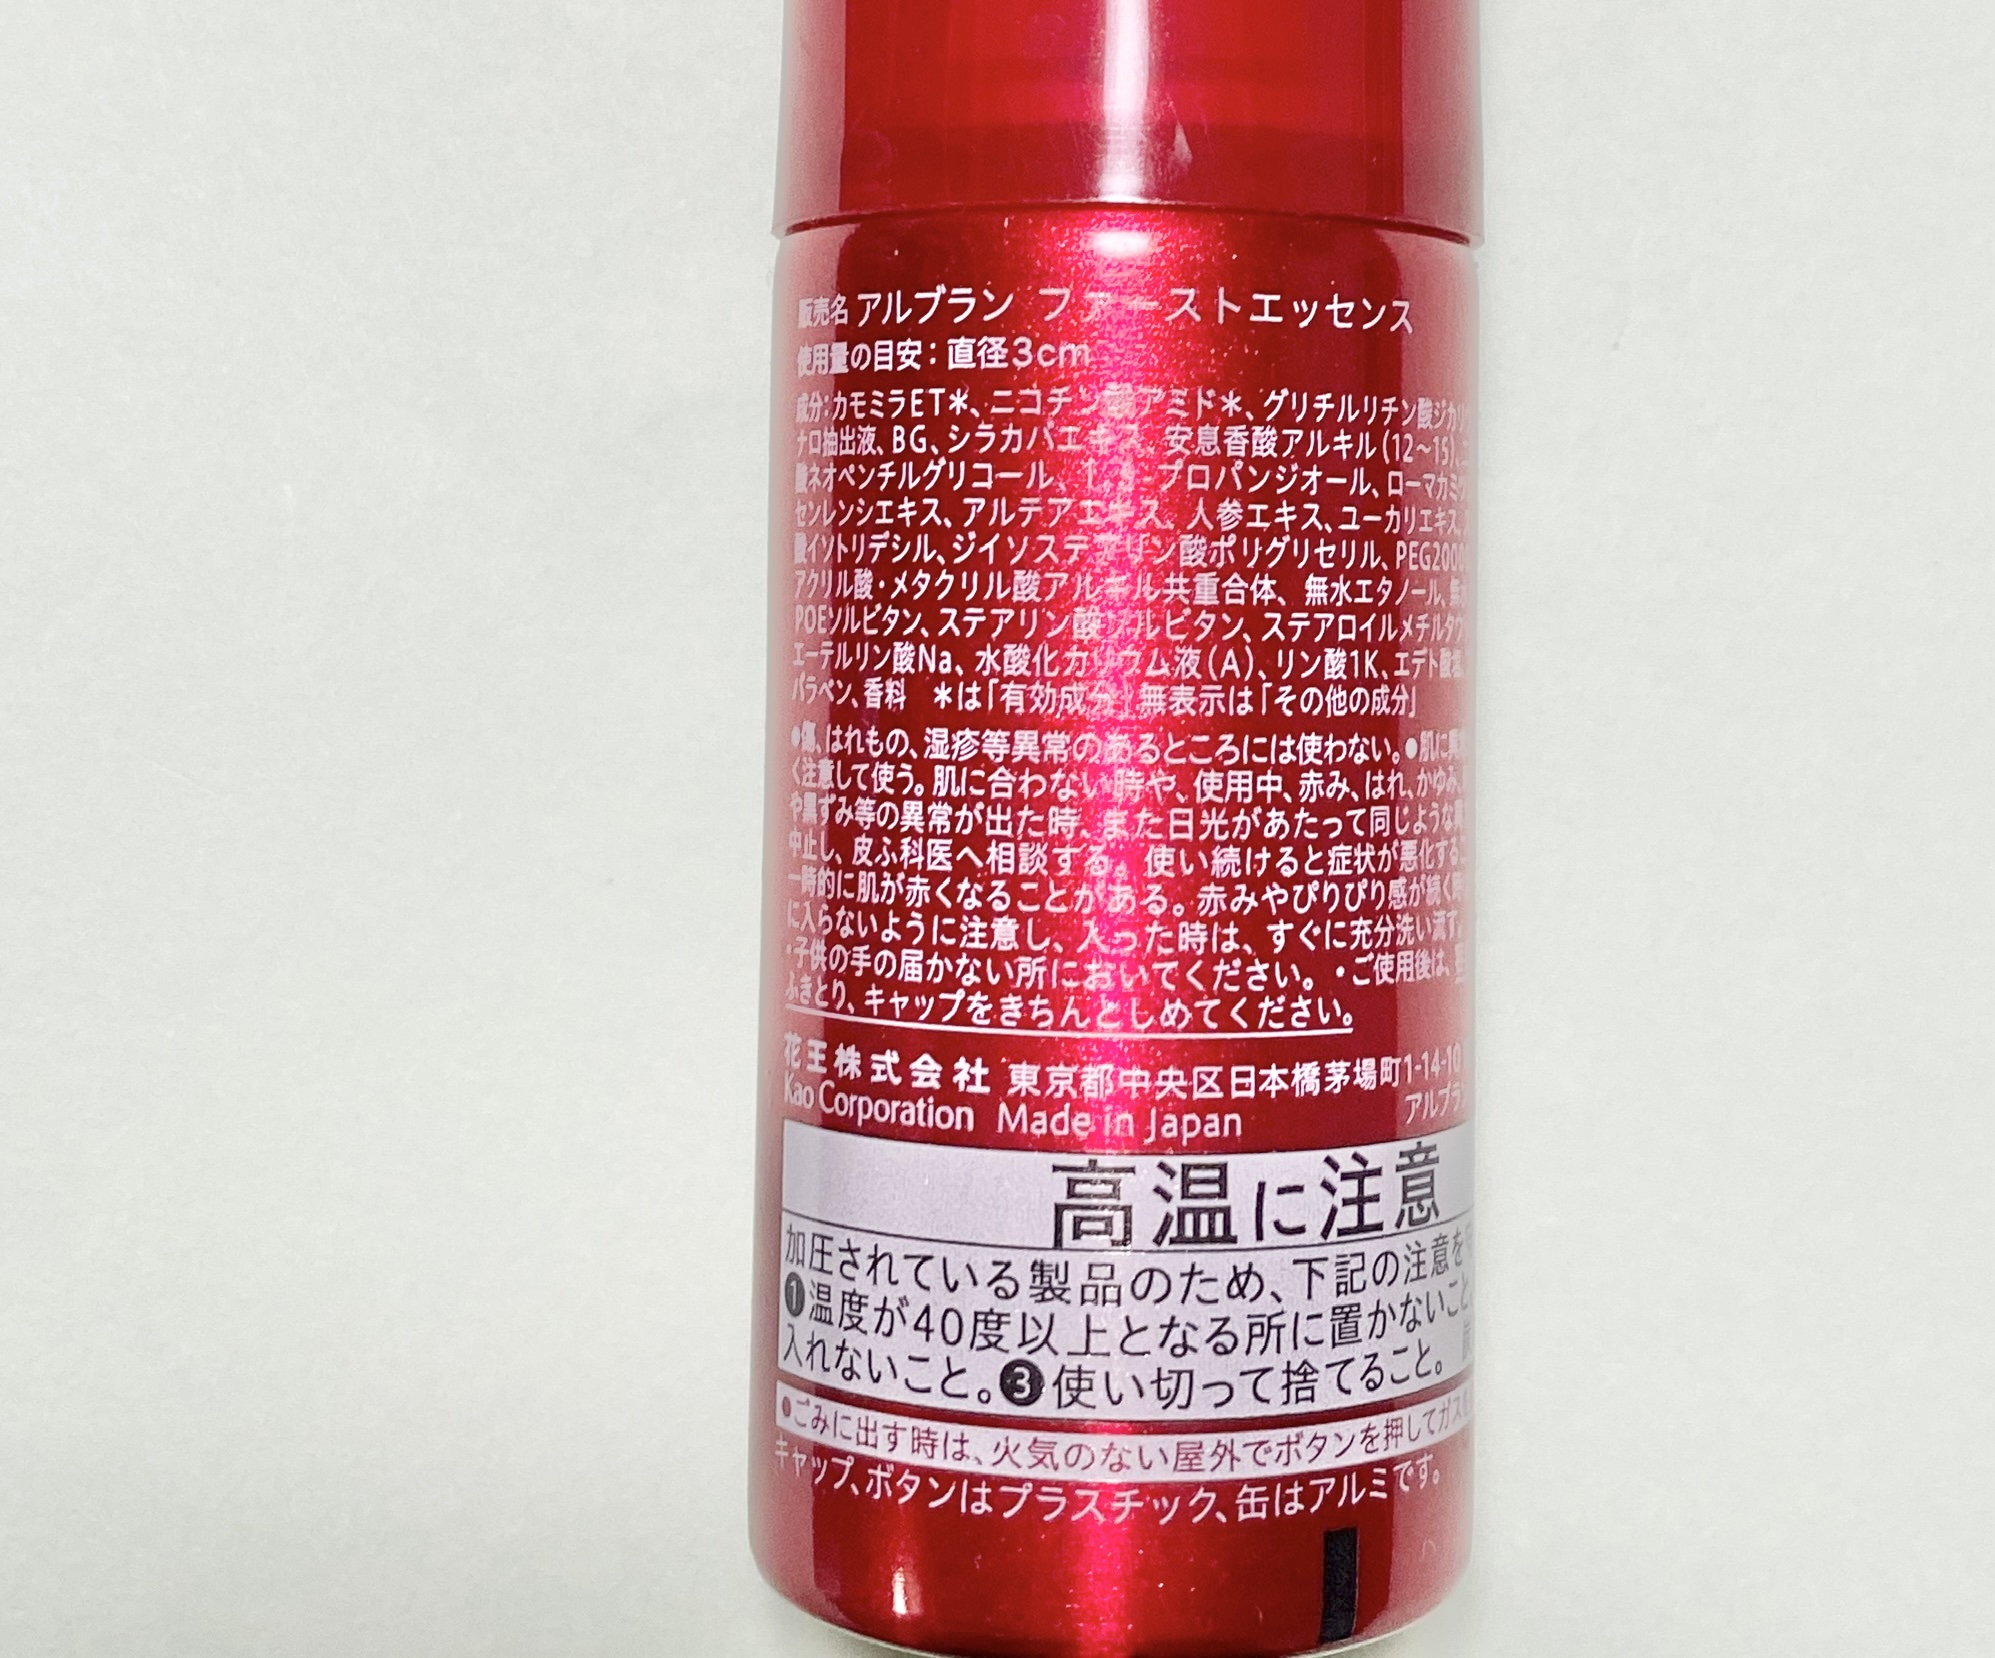 販売名 アルブラン ファーストエッセンス
使用量の目安：直径3cm
成分：カモミラET＊、ニコチン酸アミド＊、グリチルリチン酸ジカリ
ナロ抽出液、BG、シラカバエキス、安息香酸アルキル(12～15)、
酸ネオペンチルグリコール、1,3-プロパンジオール、ローマカミツ
センレンシエキス、アルテアエキス、人参エキス、ユーカリエキス、
酸イソトリデシル、ジイソステアリン酸ポリグリセリル、PEG2000
アクリル酸・メタクリル酸アルキル共重合体、無水エタノール、無
POEソルビタン、ステアリン酸ソルビタン、ステアロイルメチルタウ
エーテルリン酸Na、水酸化カリウム液(A)、リン酸1K、エデト酸塩、
パラベン、香料 ＊は「有効成分」無表示は「その他の成分」
●傷、はれもの、湿疹等異常のあるところには使わない。●肌に異
く注意して使う。肌に合わない時や、使用中、赤み、はれ、かゆみ、
や黒ずみ等の異常が出た時、また日光があたって同じような
中止し、皮ふ科医へ相談する。使い続けると症状が悪化する
一時的に肌が赤くなることがある。赤みやぴりぴり感が続く時
に入らないように注意し、入った時は、すぐに充分洗い流す。
・子供の手の届かない所においてください。・ご使用後は、
ふきとり、キャップをきちんとしめてください。
花王株式会社 東京都中央区日本橋茅場町1-14-10
Kao Corporation Made in Japan アルブラ
高温に注意
加圧されている製品のため、下記の注意を
❶温度が40度以上となる所に置かないこと。
入れないこと。❸使い切って捨てること。
●ごみに出す時は、火気のない屋外でボタンを押してガス
キャップ、ボタンはプラスチック、缶はアルミです。